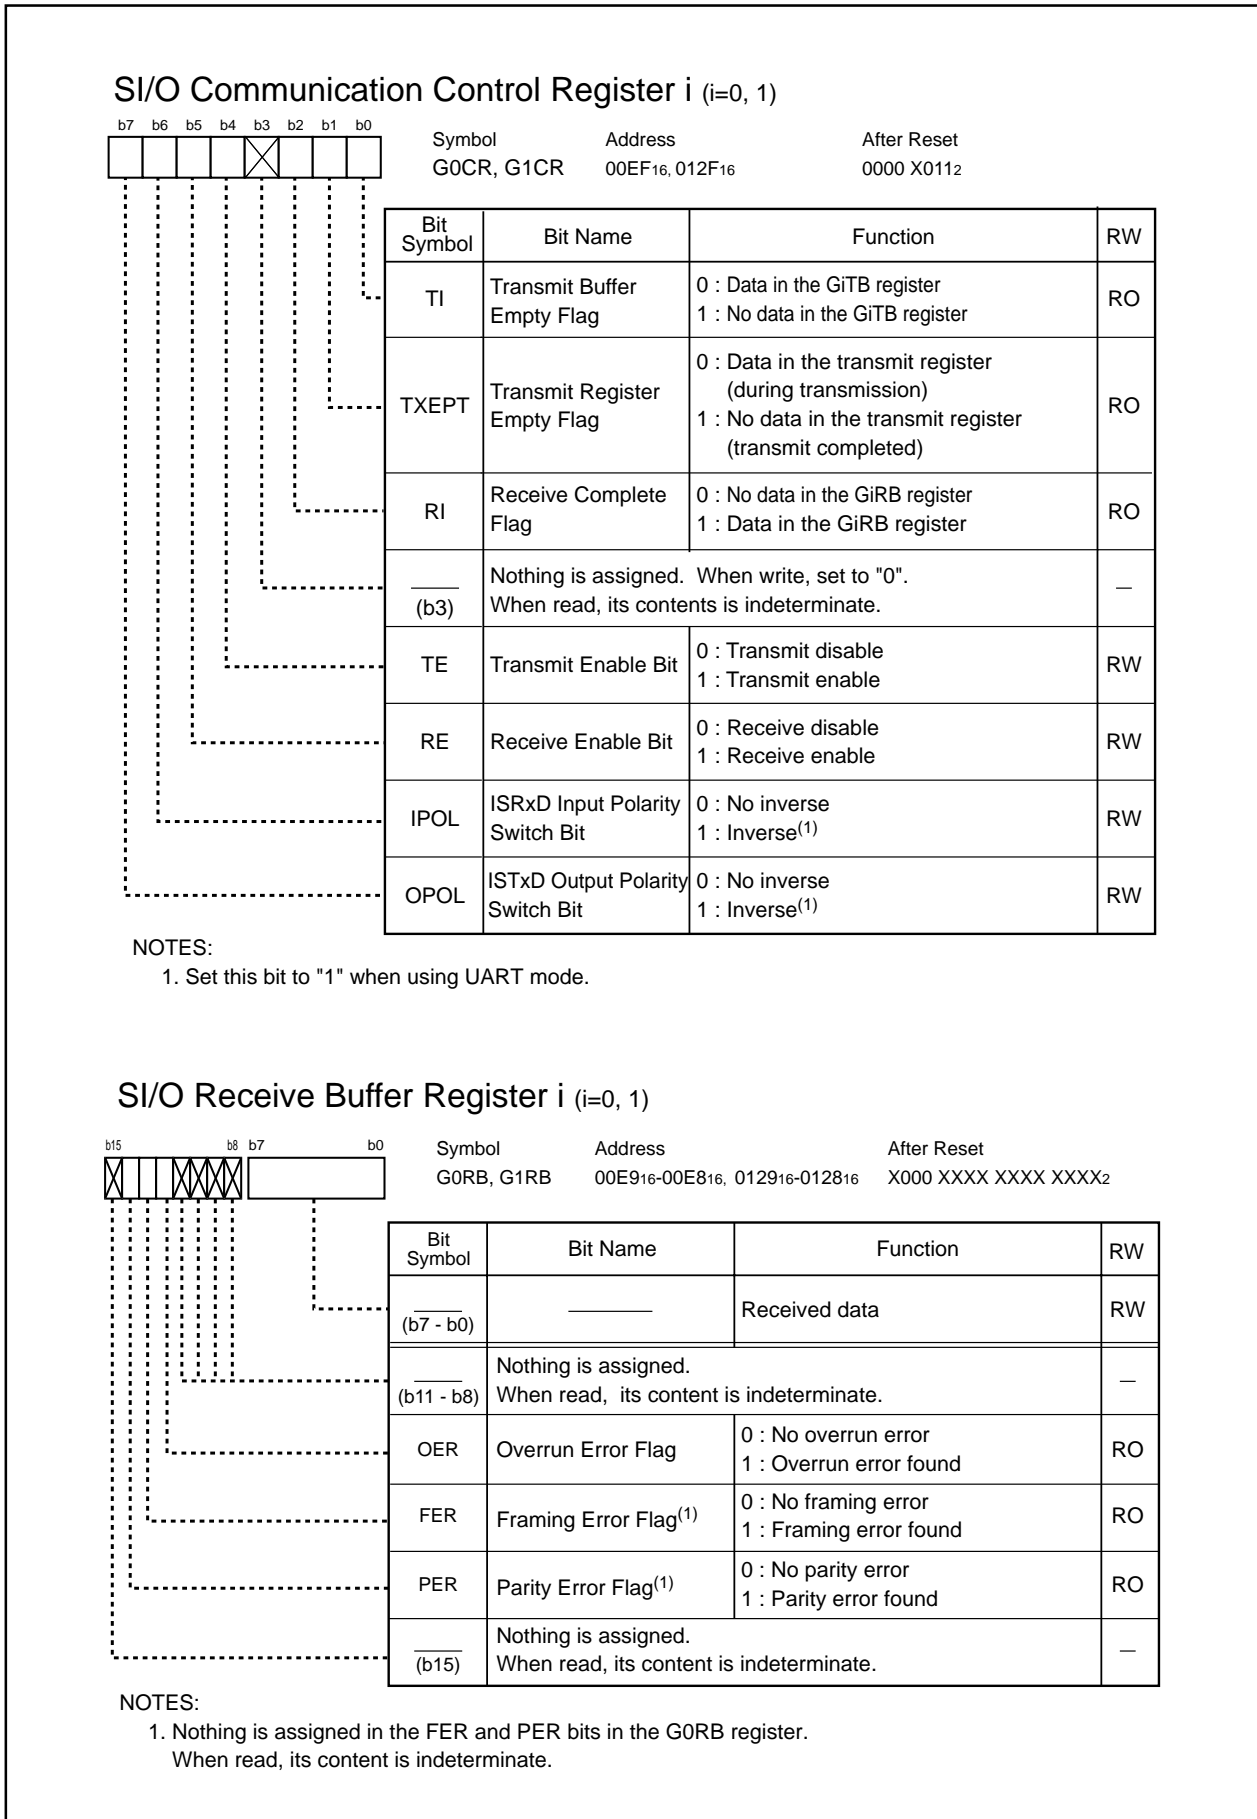 SI/O Communication Control Register i (i=0, 1)
b7 b6 b5 b4 b3 b2 b1 b0
Symbol Address After Reset
G0CR, G1CR 00EF16, 012F16 0000 X0112
Bit Symbol Bit Name Function RW
TI Transmit Buffer Empty Flag 0 : Data in the GiTB register RO
1 : No data in the GiTB register
TXEPT Transmit Register Empty Flag 0 : Data in the transmit register RO
(during transmission)
1 : No data in the transmit register
(transmit completed)
RI Receive Complete Flag 0 : No data in the GiRB register RO
1 : Data in the GiRB register
(b3) Nothing is assigned. When write, set to "0". —
When read, its contents is indeterminate.
TE Transmit Enable Bit 0 : Transmit disable RW
1 : Transmit enable
RE Receive Enable Bit 0 : Receive disable RW
1 : Receive enable
IPOL ISRxD Input Polarity Switch Bit 0 : No inverse RW
1 : Inverse(1)
OPOL ISTxD Output Polarity Switch Bit 0 : No inverse RW
1 : Inverse(1)
NOTES:
1. Set this bit to "1" when using UART mode.
SI/O Receive Buffer Register i (i=0, 1)
b15 b8 b7 b0
Symbol Address After Reset
G0RB, G1RB 00E916-00E816, 012916-012816 X000 XXXX XXXX XXXX2
Bit Symbol Bit Name Function RW
(b7 - b0) — Received data RW
(b11 - b8) Nothing is assigned. —
When read, its content is indeterminate.
OER Overrun Error Flag 0 : No overrun error RO
1 : Overrun error found
FER Framing Error Flag(1) 0 : No framing error RO
1 : Framing error found
PER Parity Error Flag(1) 0 : No parity error RO
1 : Parity error found
(b15) Nothing is assigned. —
When read, its content is indeterminate.
NOTES:
1. Nothing is assigned in the FER and PER bits in the G0RB register.
When read, its content is indeterminate.